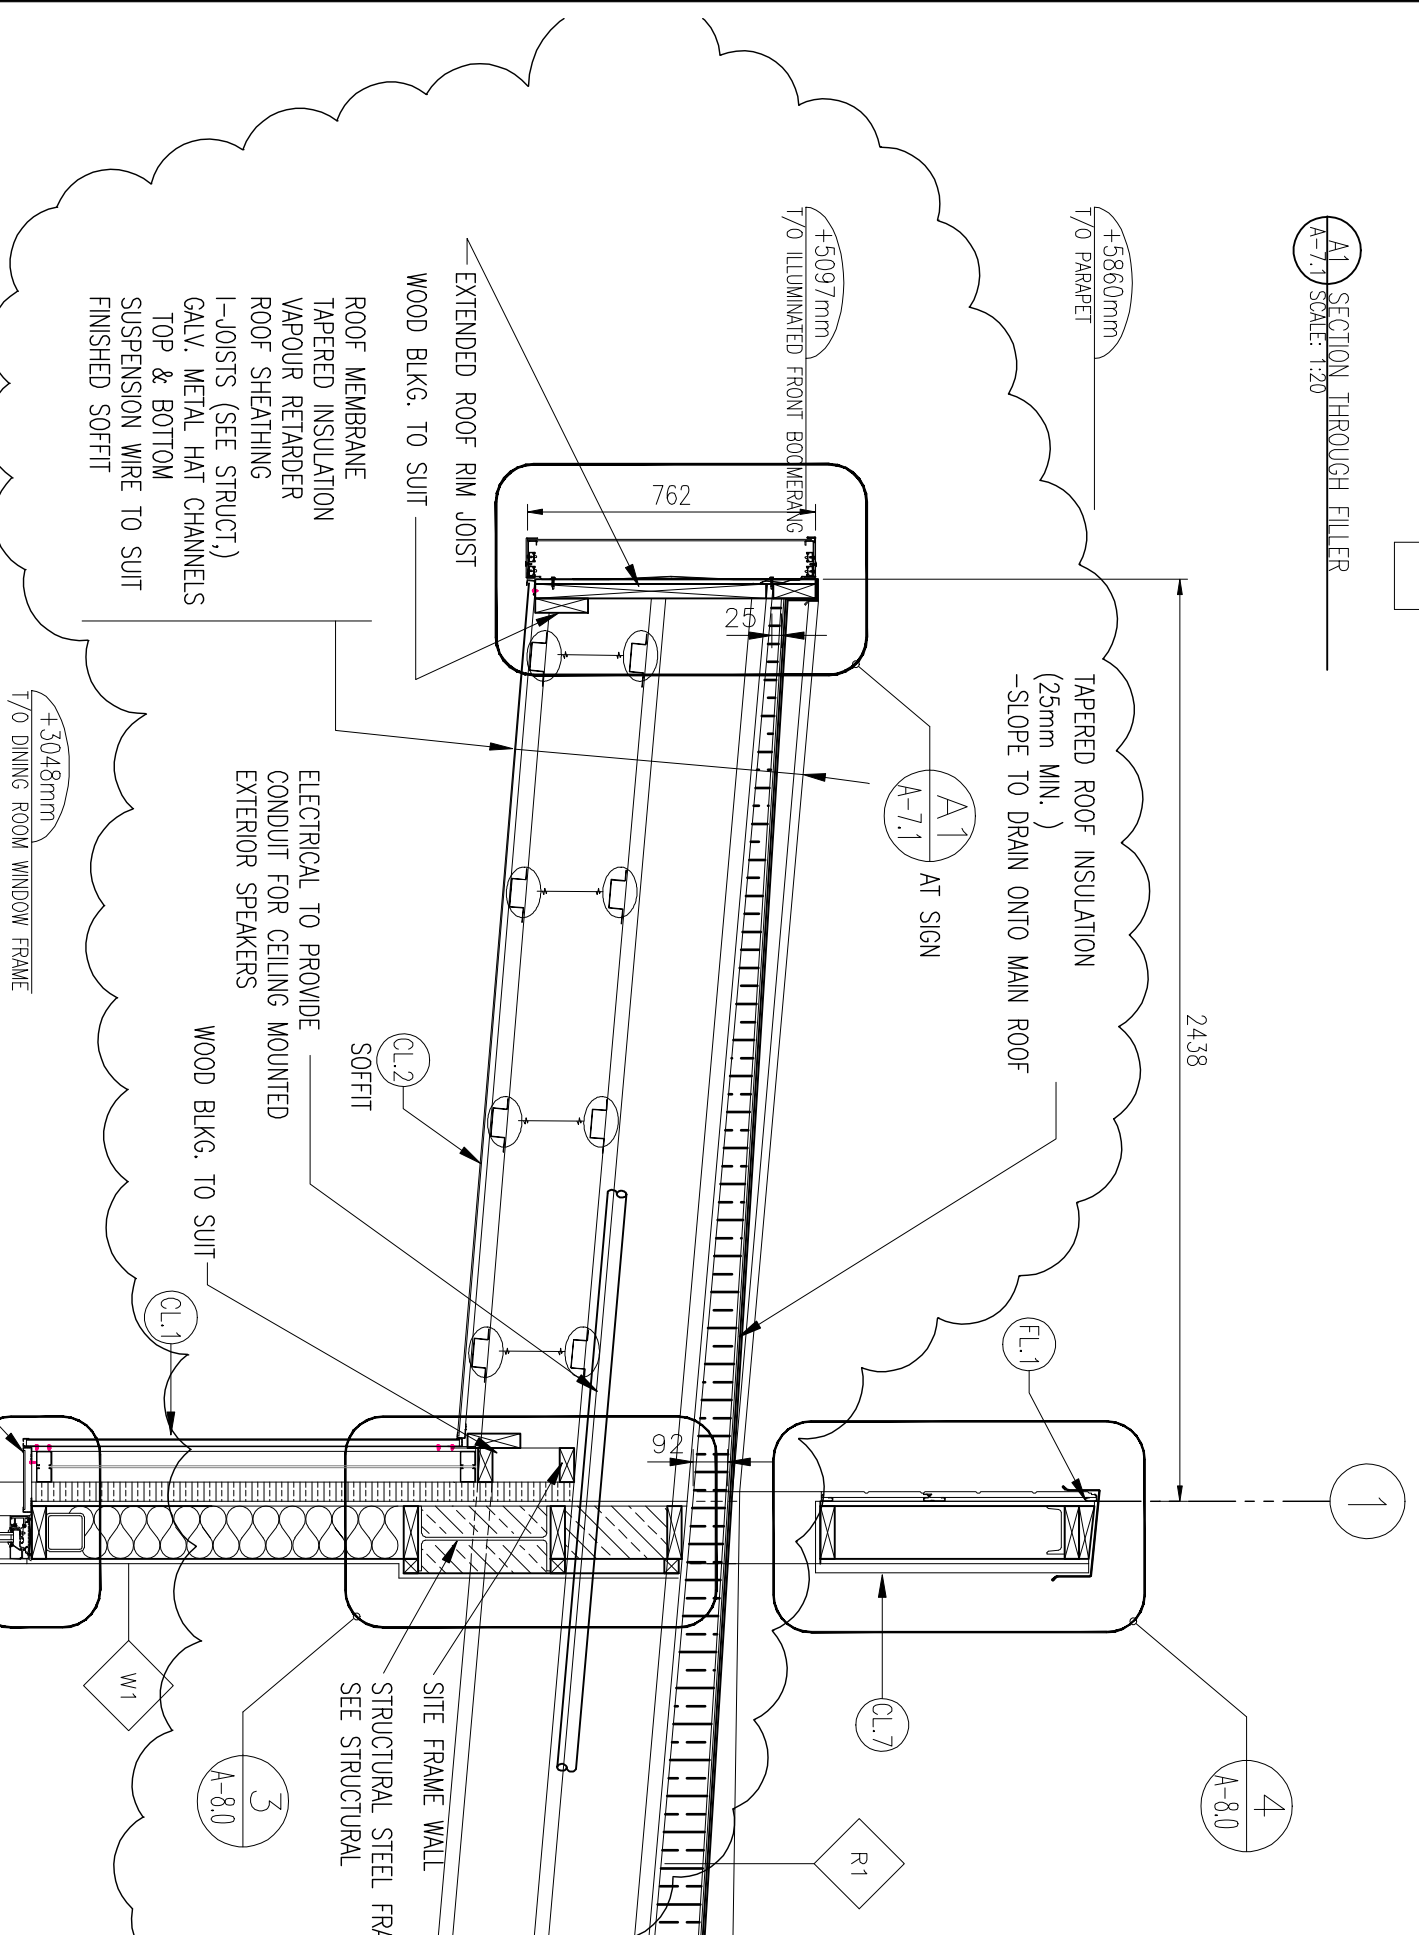 A1
A-7.1
SECTION THROUGH FILLER
SCALE: 1:20
+5860mm
T/O PARAPET
+5097mm
T/O ILLUMINATED FRONT BOOMERANG
+3048mm
T/O DINING ROOM WINDOW FRAME
EXTENDED ROOF RIM JOIST
WOOD BLKG. TO SUIT
ROOF MEMBRANE
TAPERED INSULATION
VAPOUR RETARDER
ROOF SHEATHING
I-JOISTS (SEE STRUCT,)
GALV. METAL HAT CHANNELS
TOP & BOTTOM
SUSPENSION WIRE TO SUIT
FINISHED SOFFIT
762
25
2438
TAPERED ROOF INSULATION
(25mm MIN. )
-SLOPE TO DRAIN ONTO MAIN ROOF
A1
A-7.1
AT SIGN
ELECTRICAL TO PROVIDE
CONDUIT FOR CEILING MOUNTED
EXTERIOR SPEAKERS
CL.2
SOFFIT
WOOD BLKG. TO SUIT
CL.1
FL.1
92
1
CL.7
4
A-8.0
R1
SITE FRAME WALL
STRUCTURAL STEEL FRA
SEE STRUCTURAL
3
A-8.0
W1